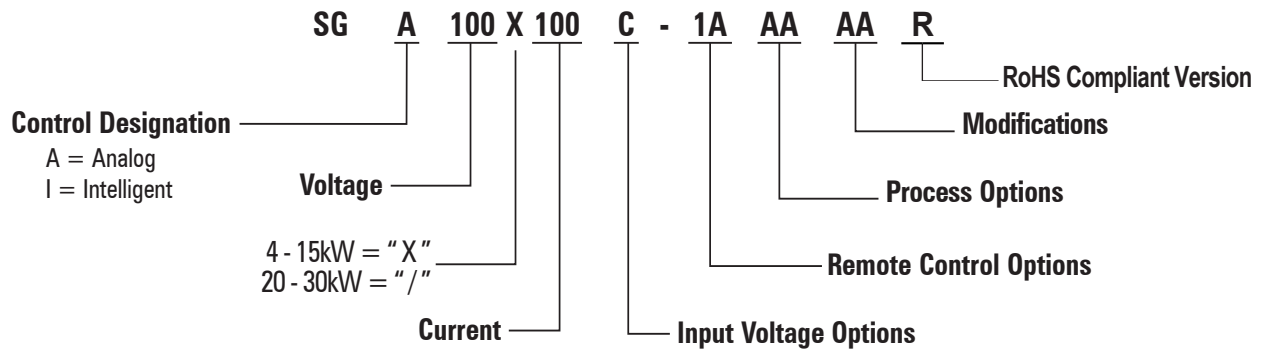 SG A 100 X 100 C - 1A AA AA R
RoHS Compliant Version
Control Designation
A = Analog
I = Intelligent
Modifications
Voltage
Process Options
4 - 15kW = “ X ”
20 - 30kW = “ / ”
Remote Control Options
Current
Input Voltage Options